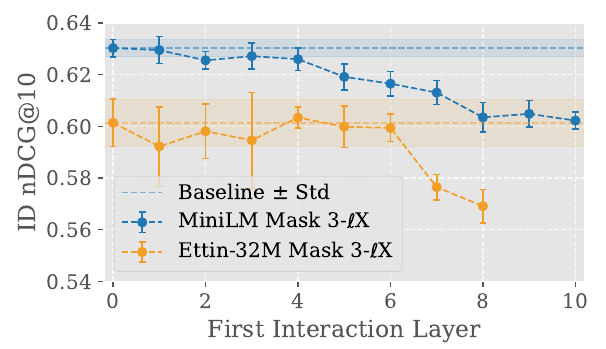 0.64
0.62
0.60
0.58
0.56
0.54
ID nDCG@10
Baseline ± Std
MiniLM Mask 3-ℓX
Ettin-32M Mask 3-ℓX
0 2 4 6 8 10
First Interaction Layer